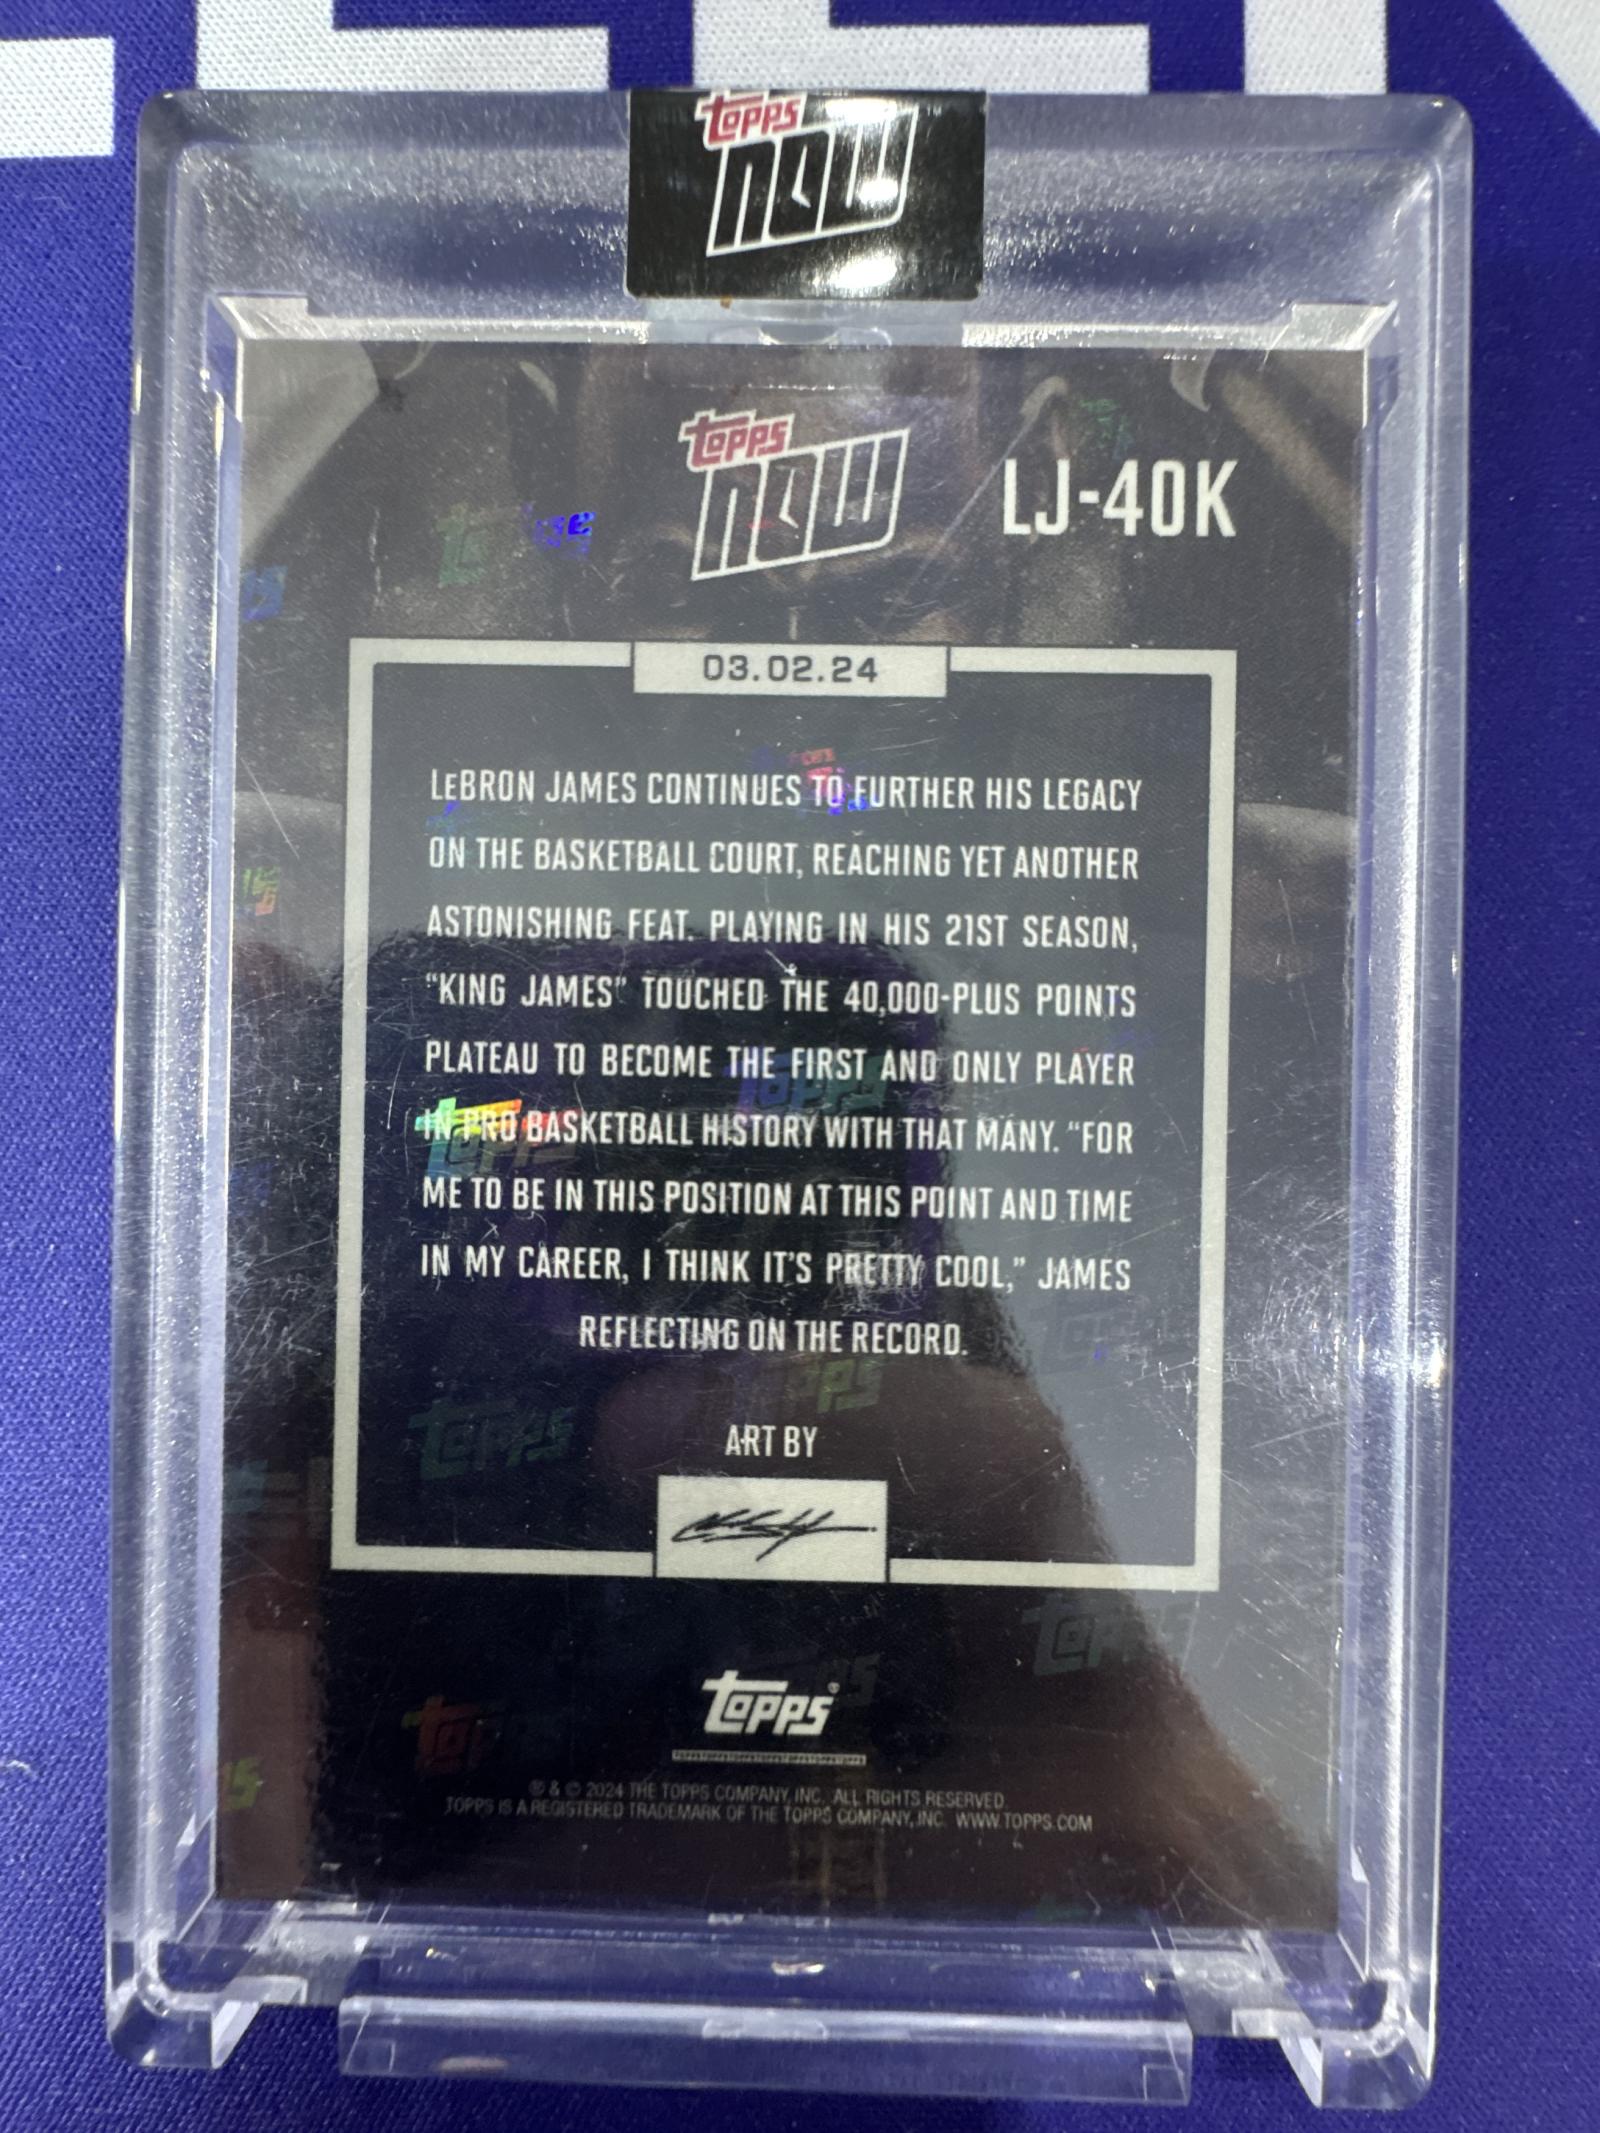 topps
now
topps
now
LJ-40K
03.02.24
LeBRON JAMES CONTINUES TO FURTHER HIS LEGACY
ON THE BASKETBALL COURT, REACHING YET ANOTHER
ASTONISHING FEAT. PLAYING IN HIS 21ST SEASON,
“KING JAMES” TOUCHED THE 40,000-PLUS POINTS
PLATEAU TO BECOME THE FIRST AND ONLY PLAYER
IN PRO BASKETBALL HISTORY WITH THAT MANY. “FOR
ME TO BE IN THIS POSITION AT THIS POINT AND TIME
IN MY CAREER, I THINK IT’S PRETTY COOL,” JAMES
REFLECTING ON THE RECORD.
ART BY
topps®
® & © 2024 THE TOPPS COMPANY, INC. ALL RIGHTS RESERVED.
TOPPS IS A REGISTERED TRADEMARK OF THE TOPPS COMPANY, INC. WWW.TOPPS.COM